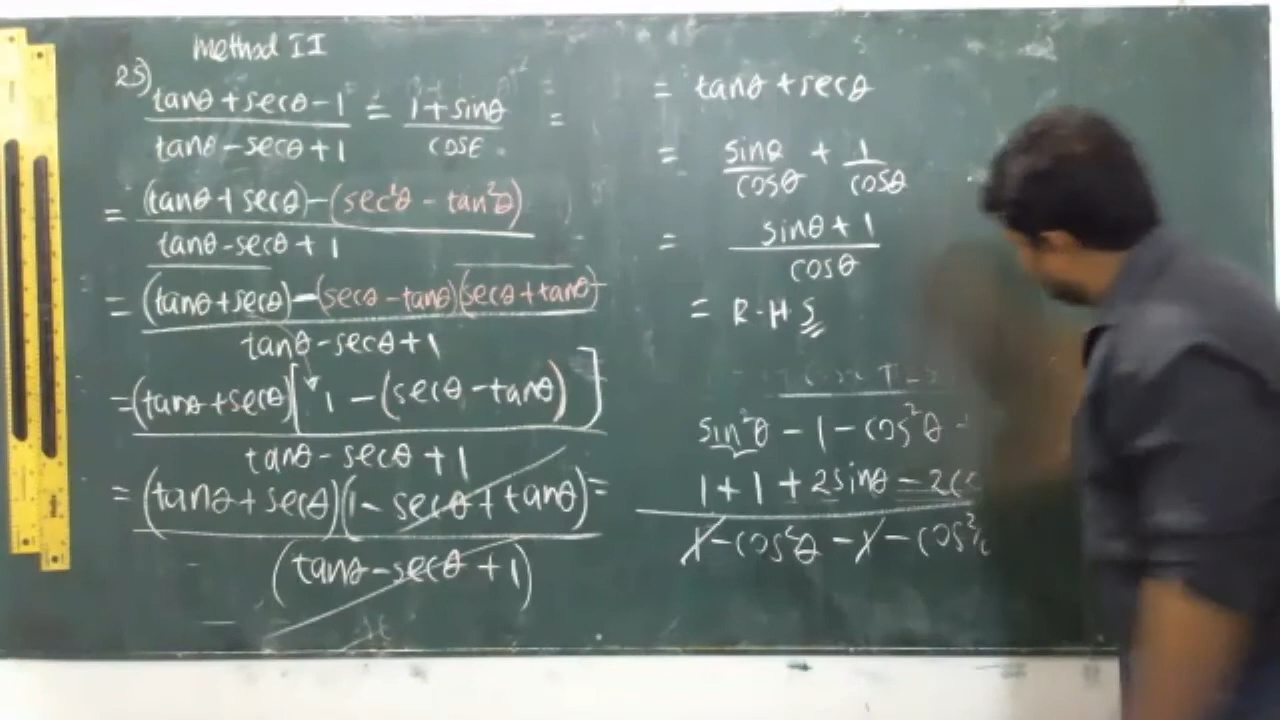 Method II
25) (tanθ + secθ - 1)/(tanθ - secθ + 1) = (1 + sinθ)/cosθ =
= ((tanθ + secθ) - (sec²θ - tan²θ))/(tanθ - secθ + 1)
= ((tanθ + secθ) - (secθ - tanθ)(secθ + tanθ))/(tanθ - secθ + 1)
= (tanθ + secθ)[1 - (secθ - tanθ)]/(tanθ - secθ + 1)
= (tanθ + secθ)(1 - secθ + tanθ)/(tanθ - secθ + 1) =
= tanθ + secθ
= sinθ/cosθ + 1/cosθ
= (sinθ + 1)/cosθ
= R.H.S
sin²θ - 1 - cos²θ -
1 + 1 + 2sinθ - 2co
1 - cos²θ - 1 - cos²